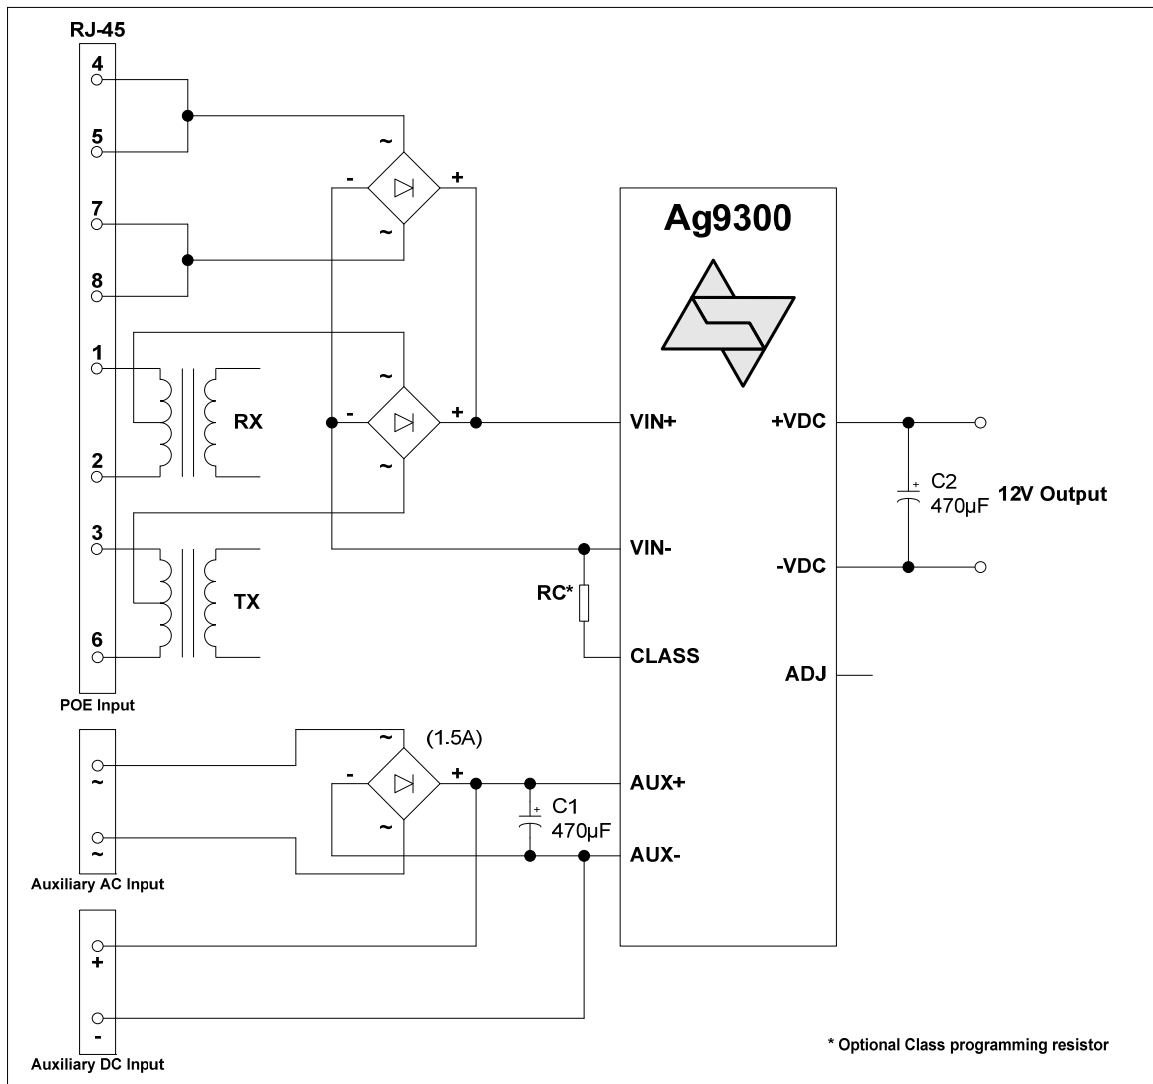 RJ-45
4
5
7
8
1
2
3
6
POE Input
~
-
+
~
~
-
+
~
RX
TX
Ag9300
VIN+
VIN-
RC*
CLASS
AUX+
AUX-
+VDC
-VDC
ADJ
+
C2
470µF
12V Output
~
~
Auxiliary AC Input
~
(1.5A)
-
+
~
+
C1
470µF
+
-
Auxiliary DC Input
* Optional Class programming resistor